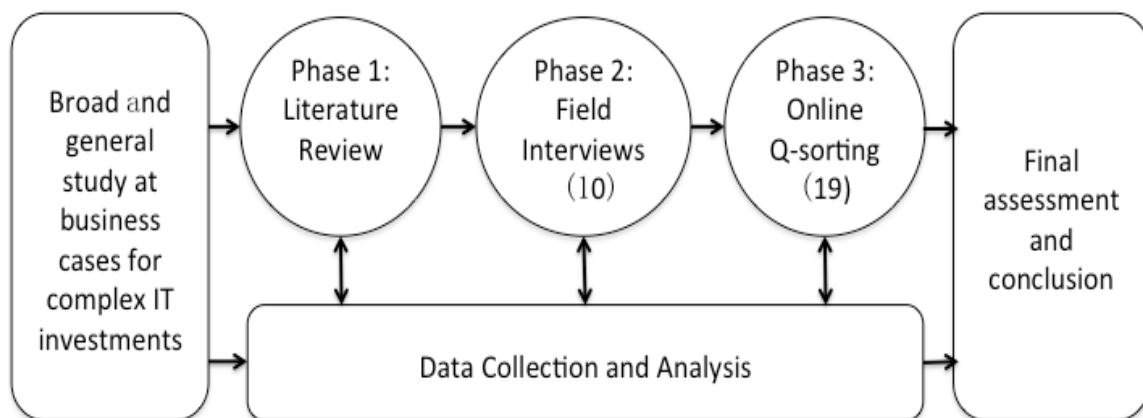 Broad and
general
study at
business
cases for
complex IT
investments
Phase 1:
Literature
Review
Phase 2:
Field
Interviews
(10)
Phase 3:
Online
Q-sorting
(19)
Final
assessment
and
conclusion
Data Collection and Analysis